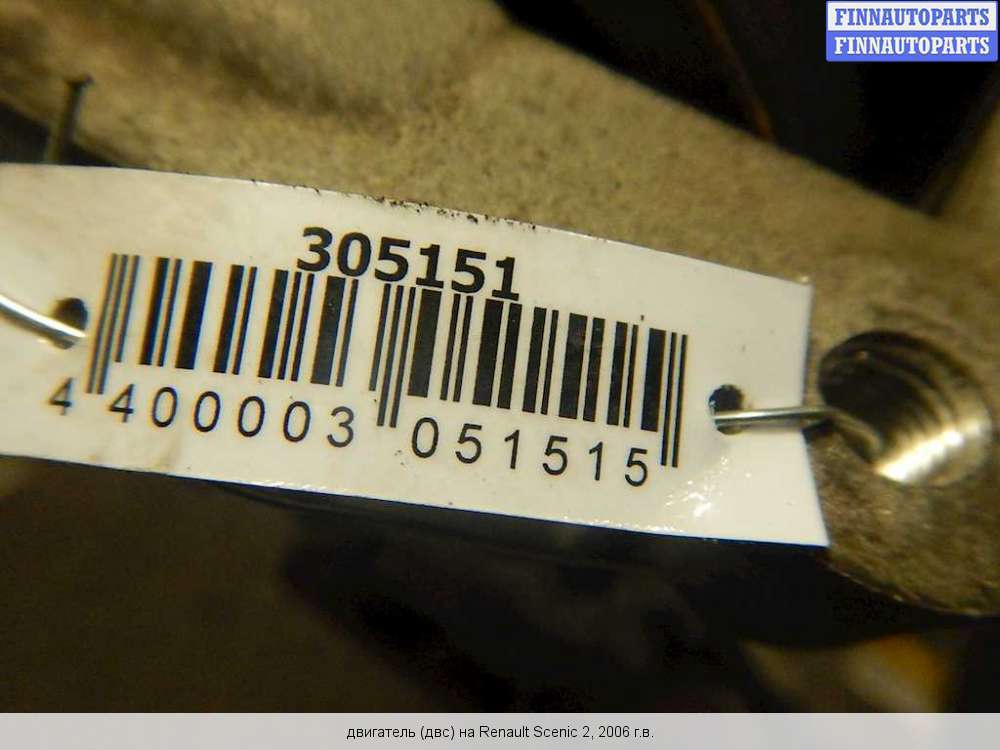 FINNAUTOPARTS
FINNAUTOPARTS
305151
4 400003 051515
двигатель (двс) на Renault Scenic 2, 2006 г.в.